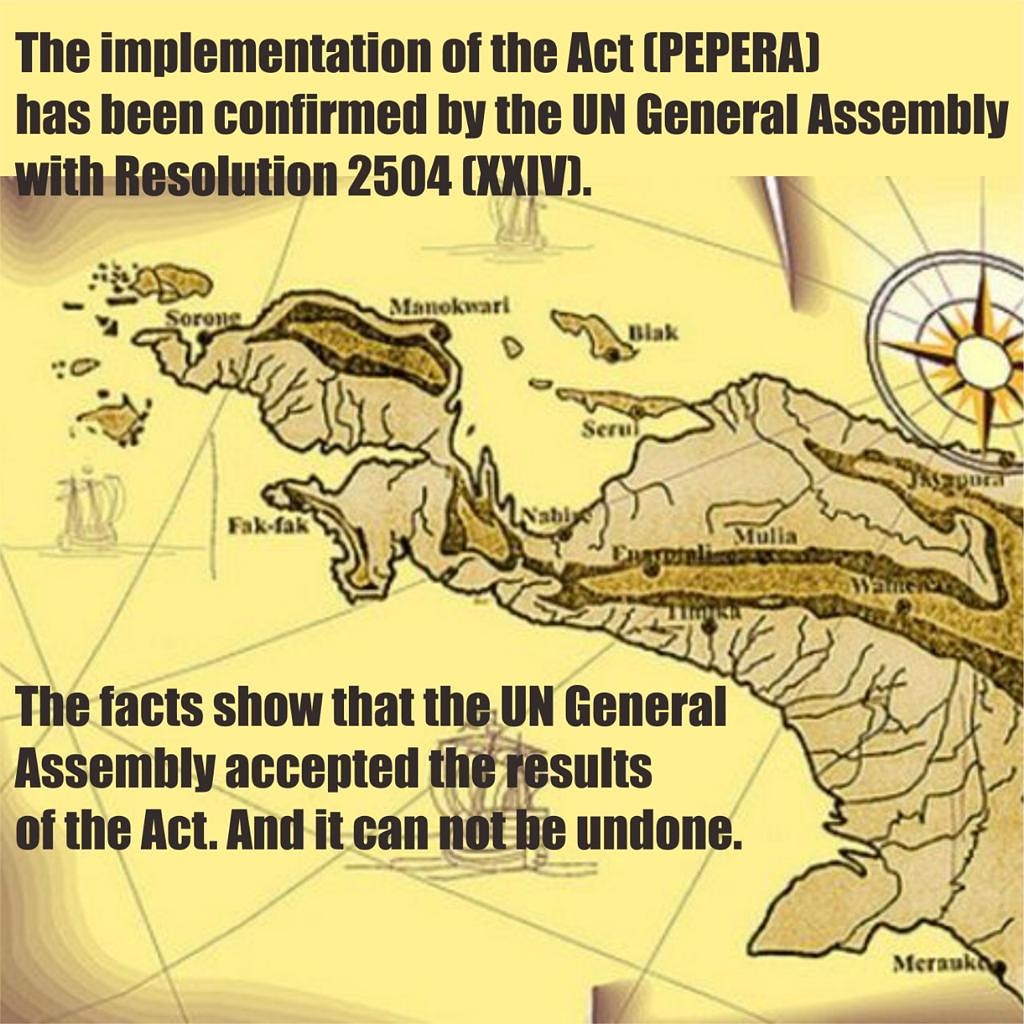 The implementation of the Act (PEPERA)
has been confirmed by the UN General Assembly
with Resolution 2504 (XXIV).
Manokwari
Sorong
Biak
Serui
Jayapura
Fak-fak
Nabire
Mulia
Enarotali
Wamena
Timika
The facts show that the UN General
Assembly accepted the results
of the Act. And it can not be undone.
Merauke